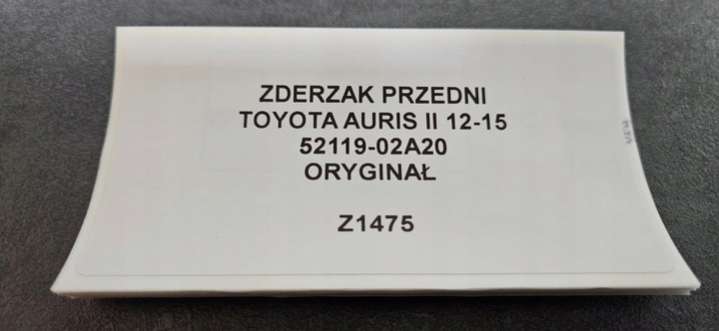 ZDERZAK PRZEDNI
TOYOTA AURIS II 12-15
52119-02A20
ORYGINAŁ
Z1475